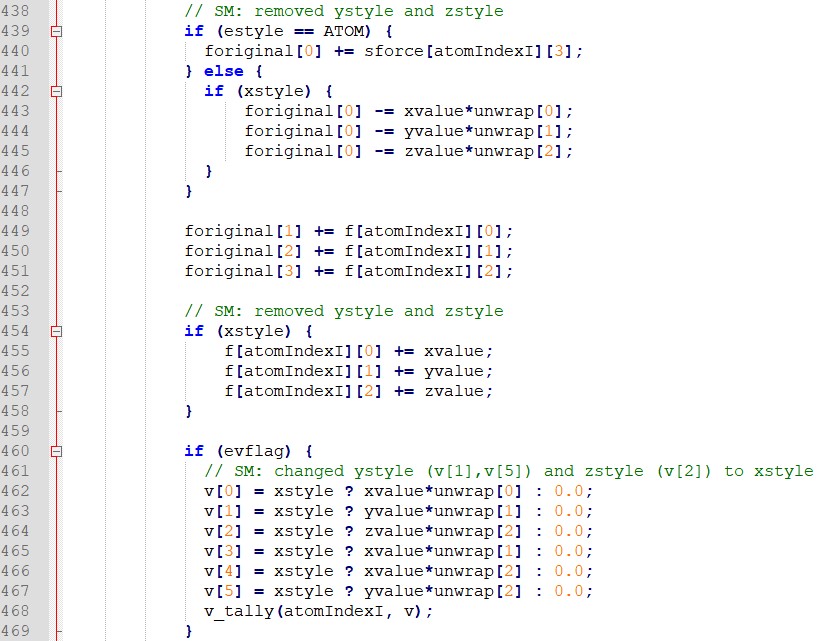 438 // SM: removed ystyle and zstyle
439 if (estyle == ATOM) {
440 foriginal[0] += sforce[atomIndexI][3];
441 } else {
442 if (xstyle) {
443 foriginal[0] -= xvalue*unwrap[0];
444 foriginal[0] -= yvalue*unwrap[1];
445 foriginal[0] -= zvalue*unwrap[2];
446 }
447 }
448
449 foriginal[1] += f[atomIndexI][0];
450 foriginal[2] += f[atomIndexI][1];
451 foriginal[3] += f[atomIndexI][2];
452
453 // SM: removed ystyle and zstyle
454 if (xstyle) {
455 f[atomIndexI][0] += xvalue;
456 f[atomIndexI][1] += yvalue;
457 f[atomIndexI][2] += zvalue;
458 }
459
460 if (evflag) {
461 // SM: changed ystyle (v[1],v[5]) and zstyle (v[2]) to xstyle
462 v[0] = xstyle ? xvalue*unwrap[0] : 0.0;
463 v[1] = xstyle ? yvalue*unwrap[1] : 0.0;
464 v[2] = xstyle ? zvalue*unwrap[2] : 0.0;
465 v[3] = xstyle ? xvalue*unwrap[1] : 0.0;
466 v[4] = xstyle ? xvalue*unwrap[2] : 0.0;
467 v[5] = xstyle ? yvalue*unwrap[2] : 0.0;
468 v_tally(atomIndexI, v);
469 }